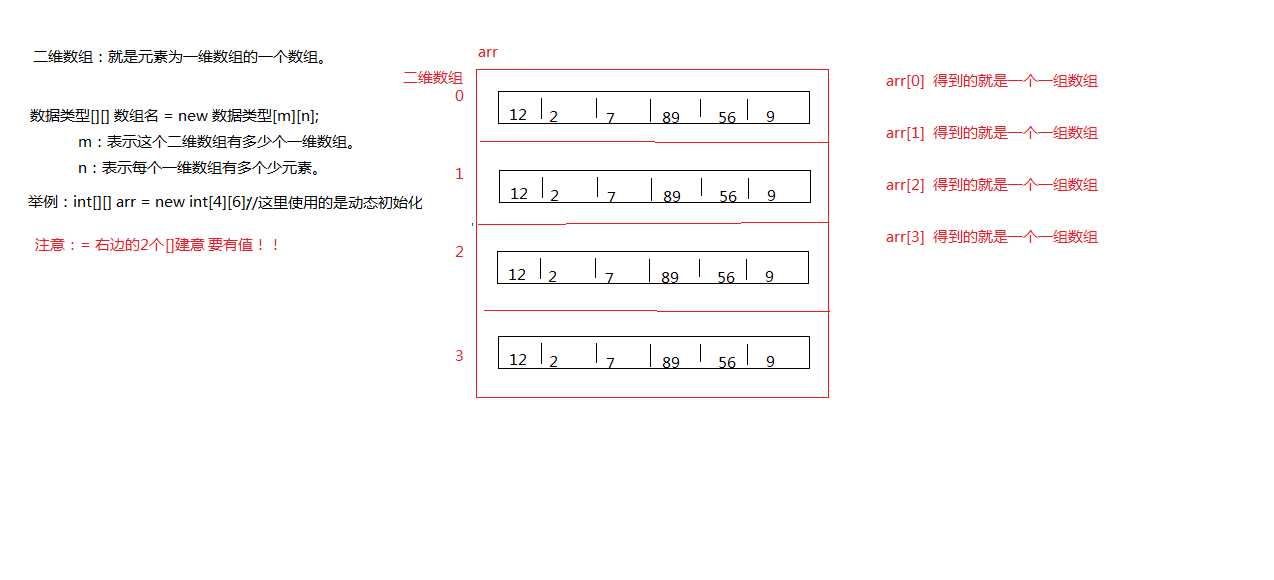 二维数组：就是元素为一维数组的一个数组。
数据类型[][] 数组名 = new 数据类型[m][n];
m：表示这个二维数组有多少个一维数组。
n：表示每个一维数组有多个少元素。
举例：int[][] arr = new int[4][6]//这里使用的是动态初始化
;
注意：= 右边的2个[]建意 要有值！！
arr
二维数组
0
12 2 7 89 56 9
1
12 2 7 89 56 9
2
12 2 7 89 56 9
3
12 2 7 89 56 9
arr[0] 得到的就是一个一组数组
arr[1] 得到的就是一个一组数组
arr[2] 得到的就是一个一组数组
arr[3] 得到的就是一个一组数组